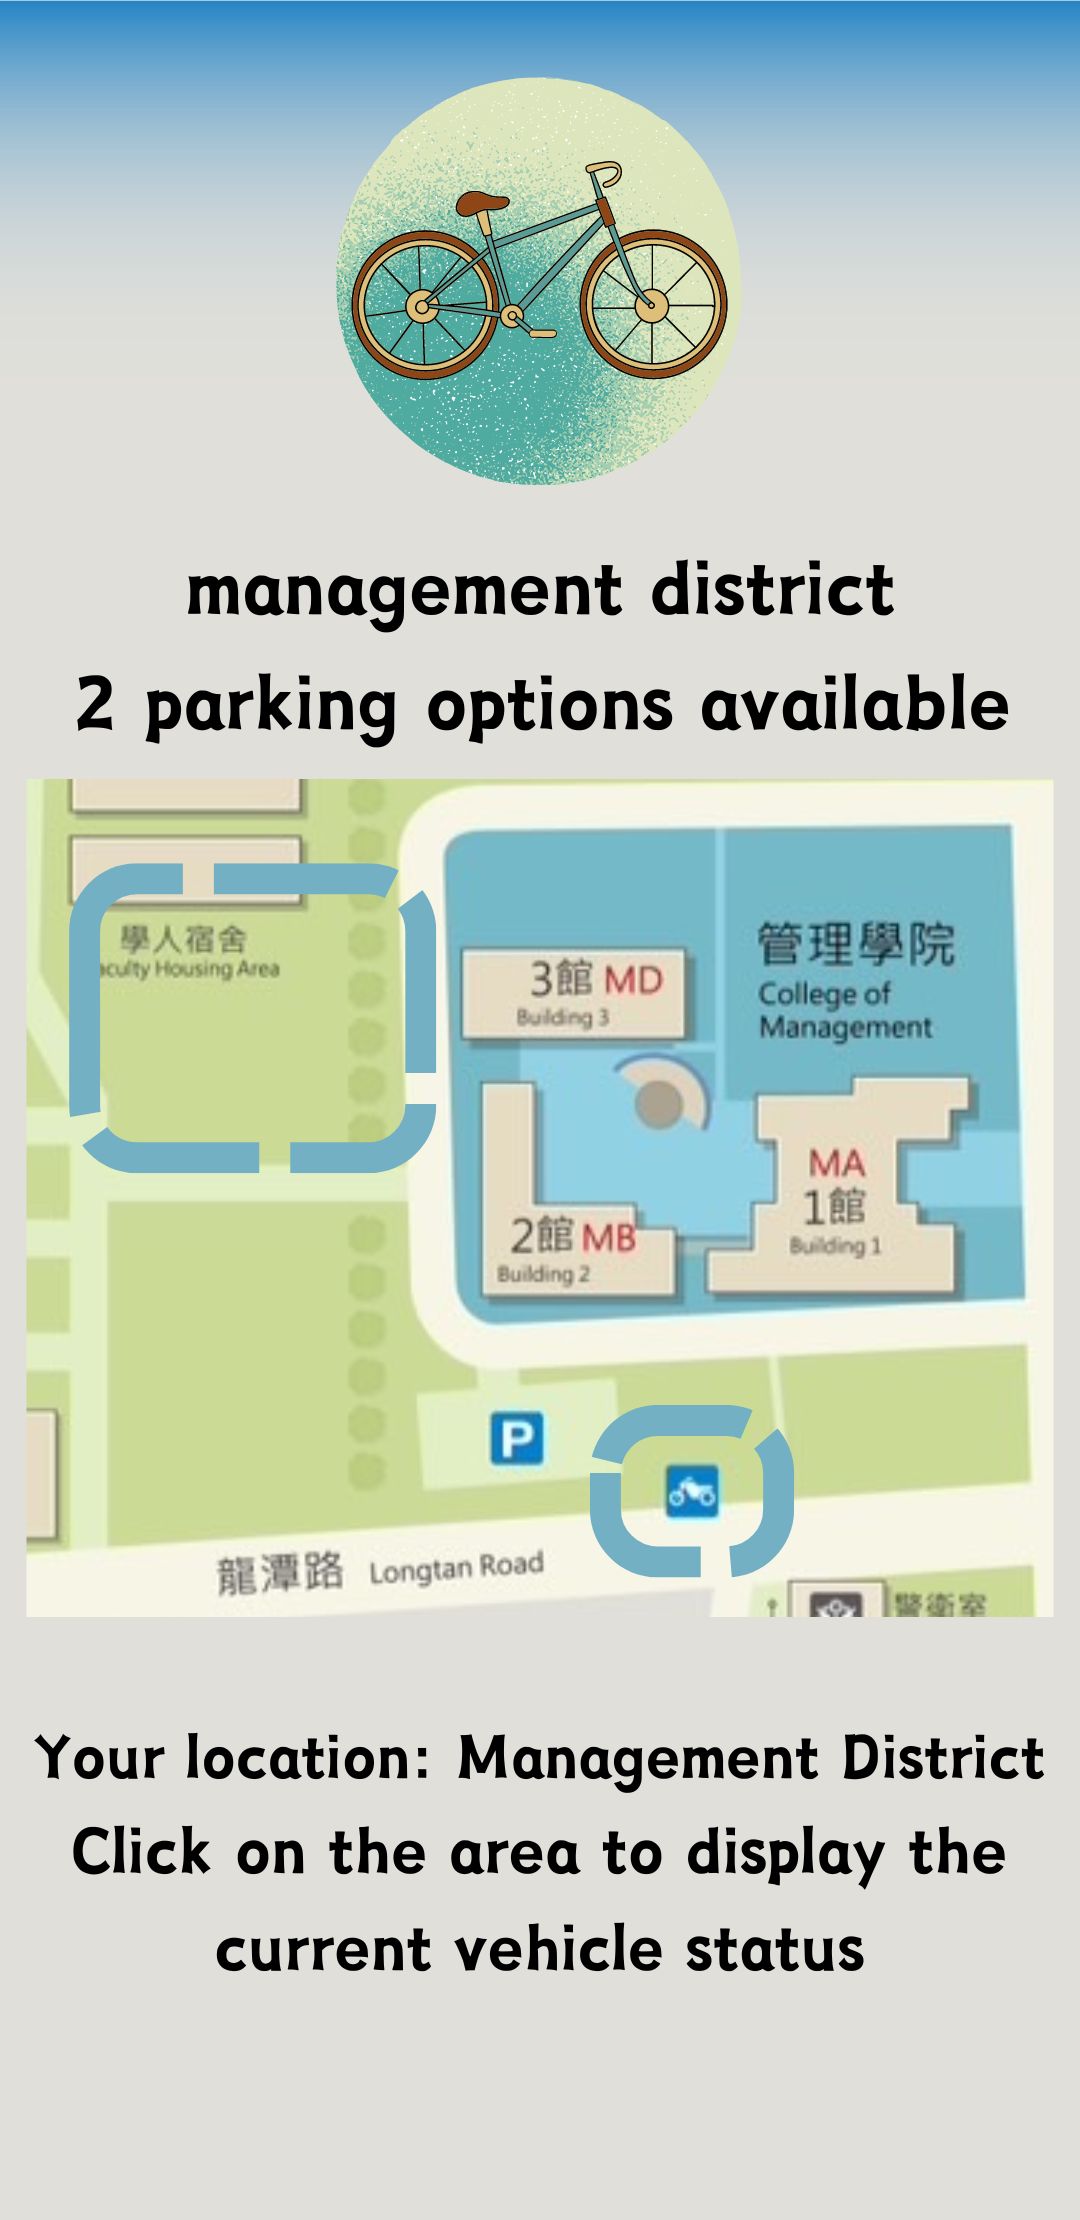 management district
2 parking options available
學人宿舍
aculty Housing Area
3館 MD
Building 3
管理學院
College of
Management
MA
1館
Building 1
2館 MB
Building 2
P
龍潭路 Longtan Road
警衛室
Your location: Management District
Click on the area to display the
current vehicle status